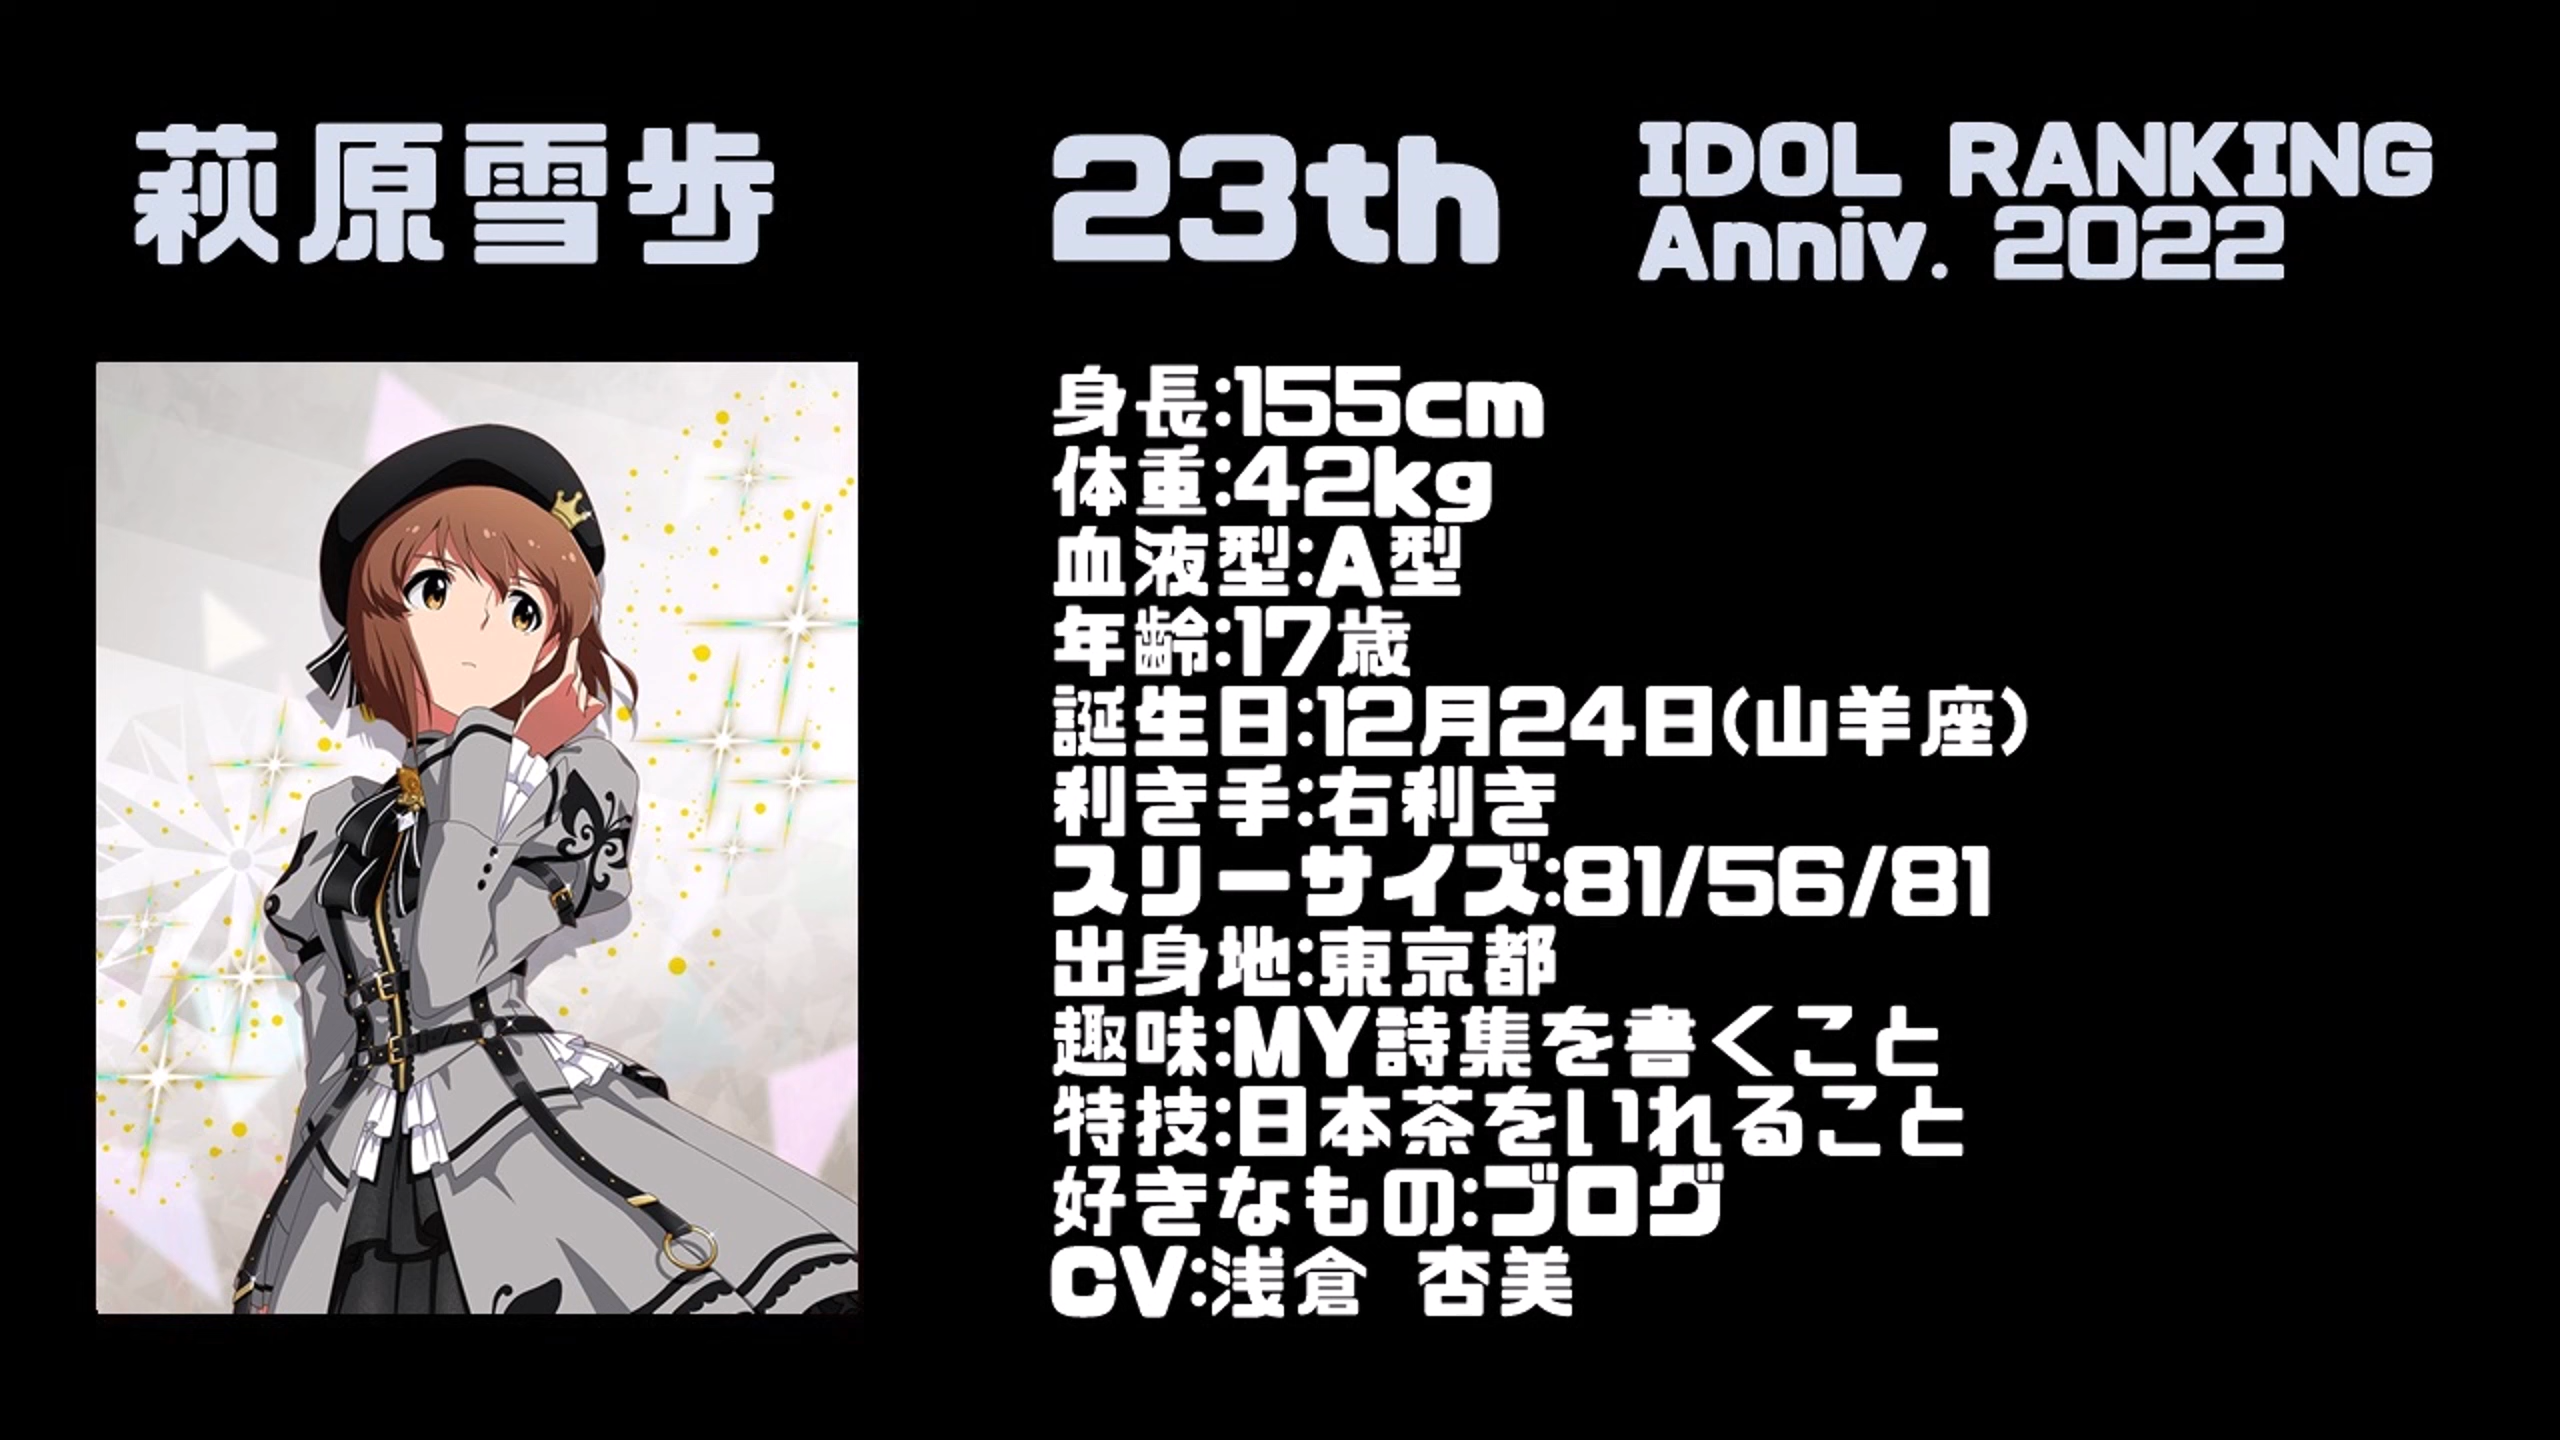 萩原雪歩
23th
IDOL RANKING
Anniv. 2022
身長:155cm
体重:42kg
血液型:A型
年齢:17歳
誕生日:12月24日(山羊座)
利き手:右利き
スリーサイズ:81/56/81
出身地:東京都
趣味:MY詩集を書くこと
特技:日本茶をいれること
好きなもの:ブログ
CV:浅倉 杏美